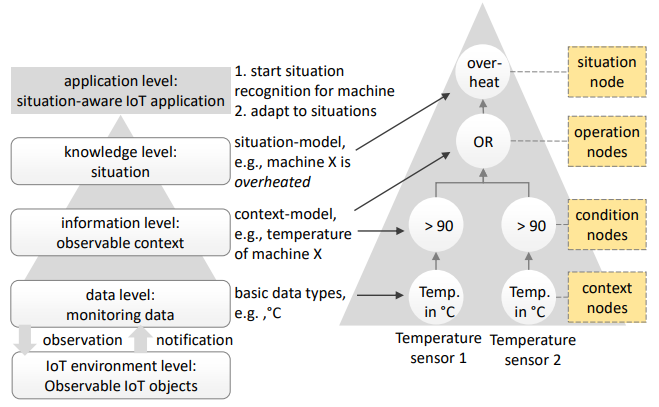 application level:
situation-aware IoT application
knowledge level:
situation
information level:
observable context
data level:
monitoring data
observation
notification
IoT environment level:
Observable IoT objects
1. start situation
recognition for machine
2. adapt to situations
situation-model,
e.g., machine X is
overheated
context-model,
e.g., temperature
of machine X
basic data types,
e.g. ,°C
over-
heat
OR
> 90
> 90
Temp.
in °C
Temp.
in °C
Temperature
sensor 1
Temperature
sensor 2
situation
node
operation
nodes
condition
nodes
context
nodes